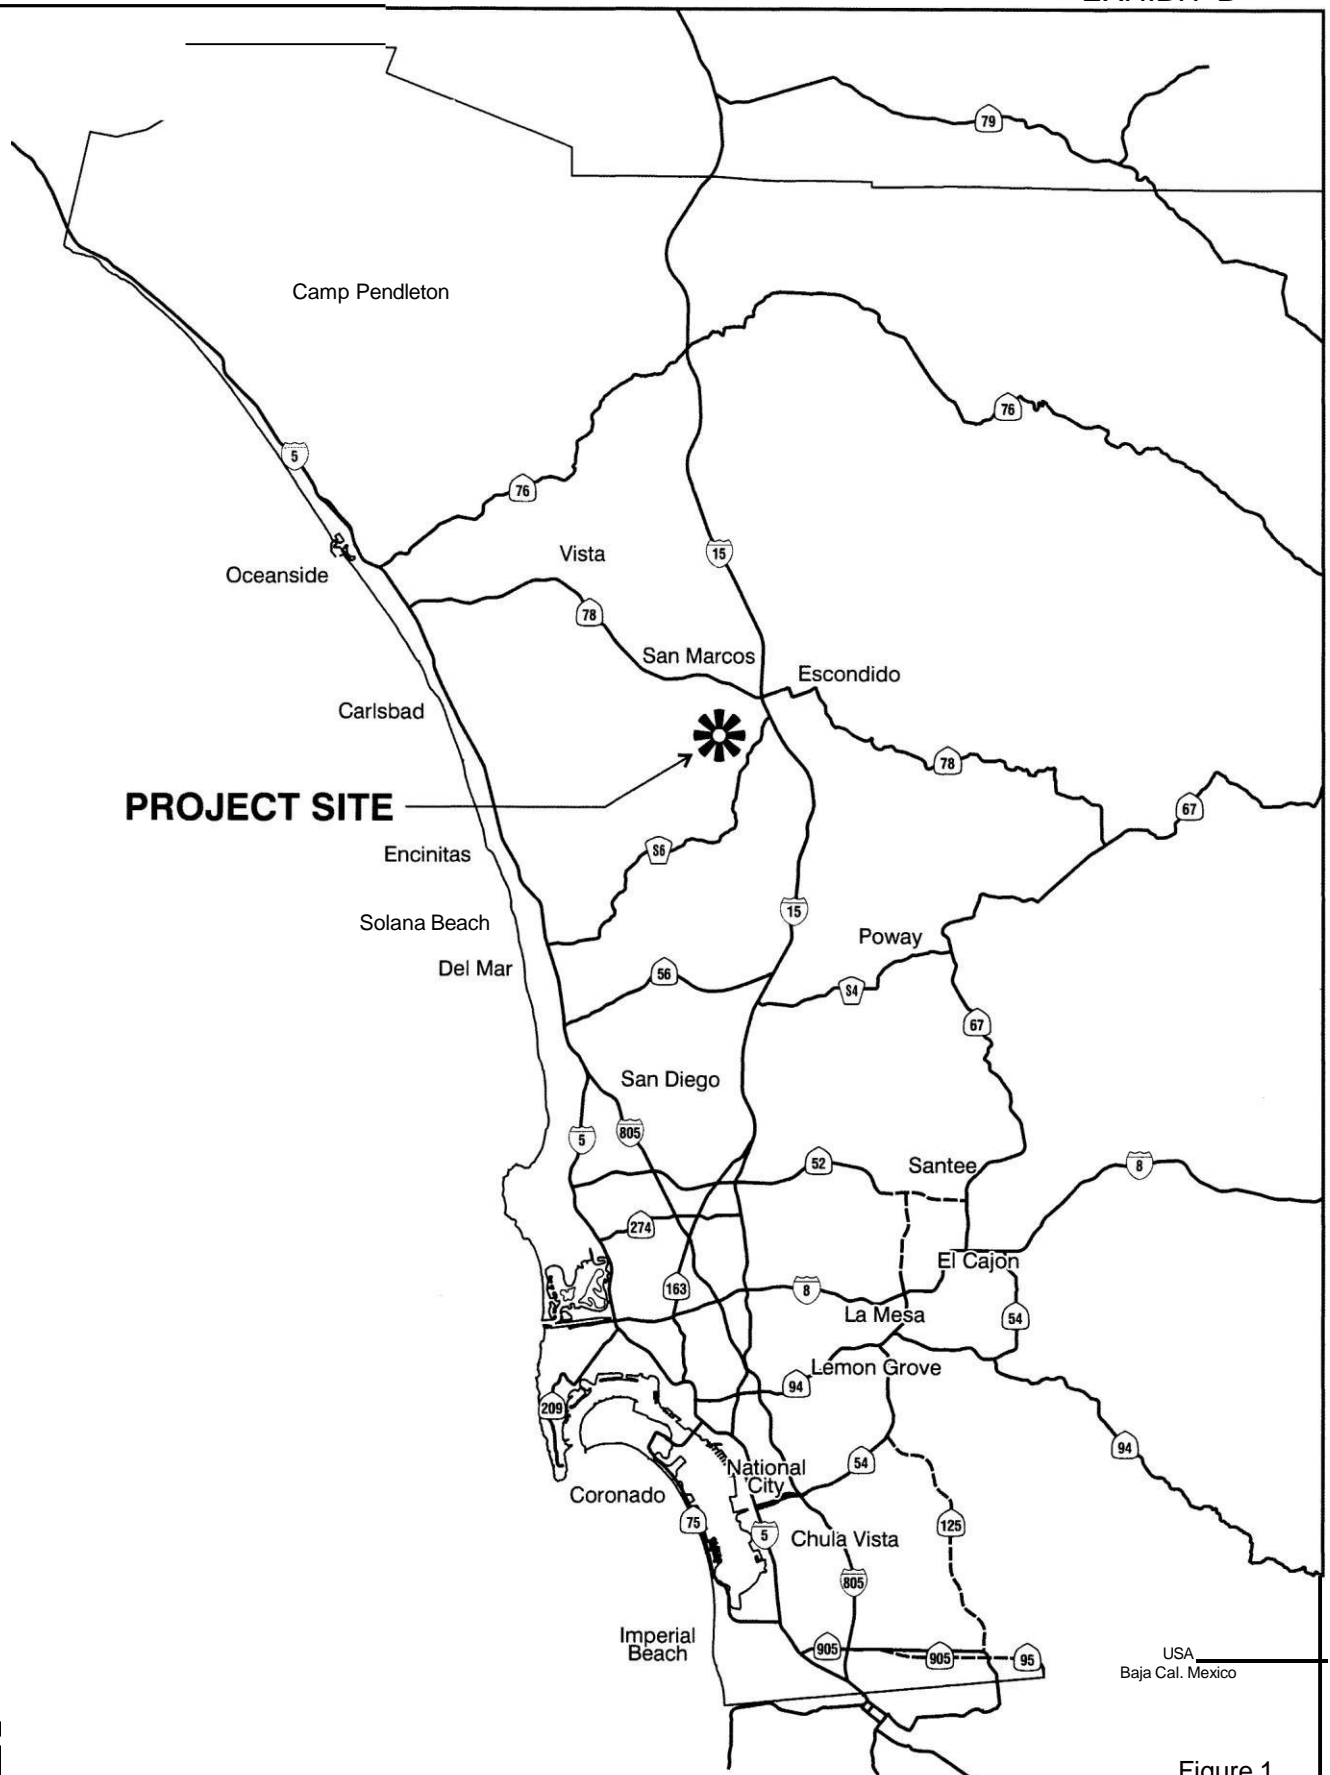 EXHIBIT B
79
Camp Pendleton
76
5
76
15
Vista
Oceanside
78
San Marcos
Escondido
Carlsbad
78
PROJECT SITE
67
Encinitas
S6
15
Solana Beach
Poway
Del Mar
56
S4
67
San Diego
805
5
52
Santee
8
274
El Cajon
163
8
La Mesa
54
Lemon Grove
94
209
94
54
National
City
Coronado
75
125
5
Chula Vista
805
Imperial
Beach
905
905
95
USA
Baja Cal. Mexico
Figure 1